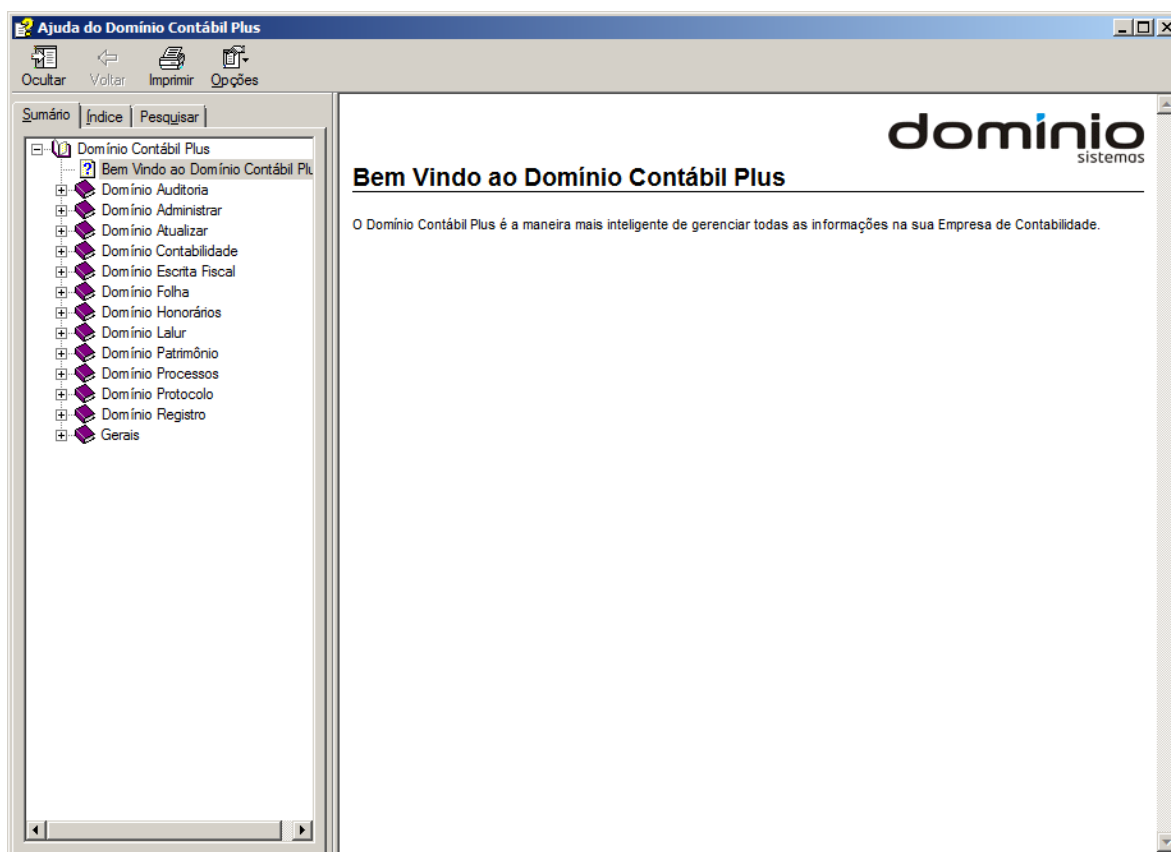 Ajuda do Domínio Contábil Plus
Ocultar Voltar Imprimir Opções
Sumário Índice Pesquisar
Domínio Contábil Plus
Bem Vindo ao Domínio Contábil Plu
Domínio Auditoria
Domínio Administrar
Domínio Atualizar
Domínio Contabilidade
Domínio Escrita Fiscal
Domínio Folha
Domínio Honorários
Domínio Lalur
Domínio Patrimônio
Domínio Processos
Domínio Protocolo
Domínio Registro
Gerais
domínio
sistemas
Bem Vindo ao Domínio Contábil Plus
O Domínio Contábil Plus é a maneira mais inteligente de gerenciar todas as informações na sua Empresa de Contabilidade.